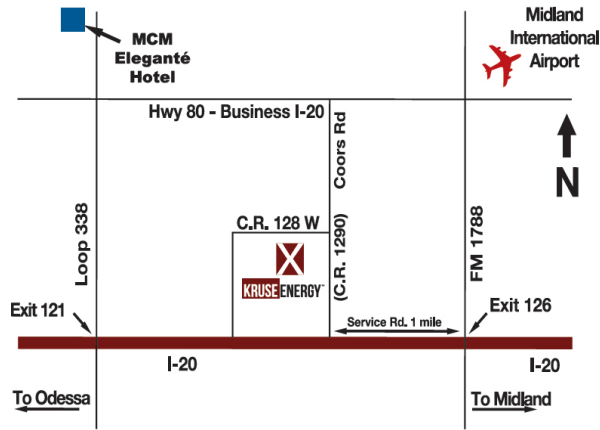 MCM
Eleganté
Hotel
Midland
International
Airport
Hwy 80 - Business I-20
Coors Rd
(C.R. 1290)
N
Loop 338
C.R. 128 W
FM 1788
KRUSE ENERGY™
Exit 121
Service Rd. 1 mile
Exit 126
I-20
I-20
To Odessa
To Midland